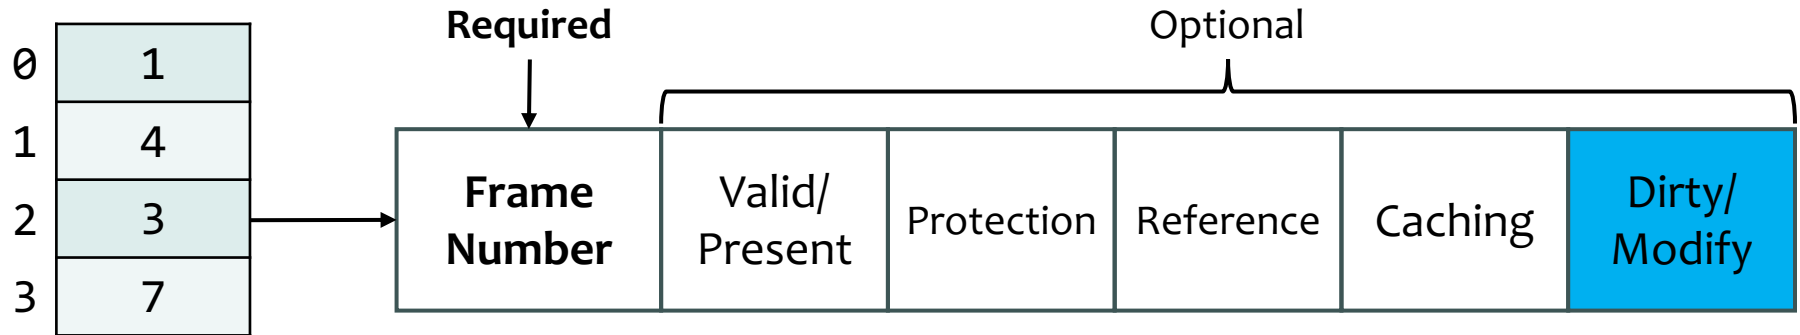 Required
Optional
0 1
1 4
2 3
3 7
Frame
Number
Valid/
Present
Protection
Reference
Caching
Dirty/
Modify